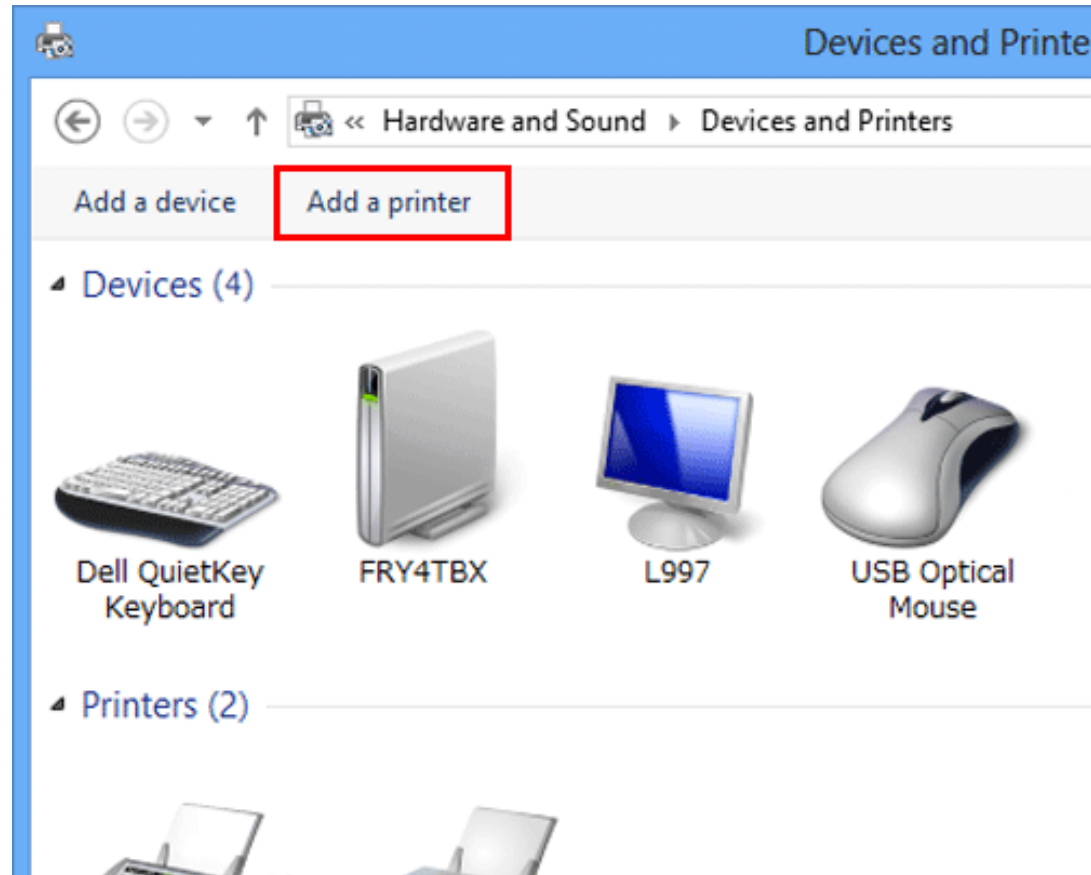 Devices and Printe
« Hardware and Sound ▸ Devices and Printers
Add a device Add a printer
Devices (4)
Dell QuietKey Keyboard
FRY4TBX
L997
USB Optical Mouse
Printers (2)